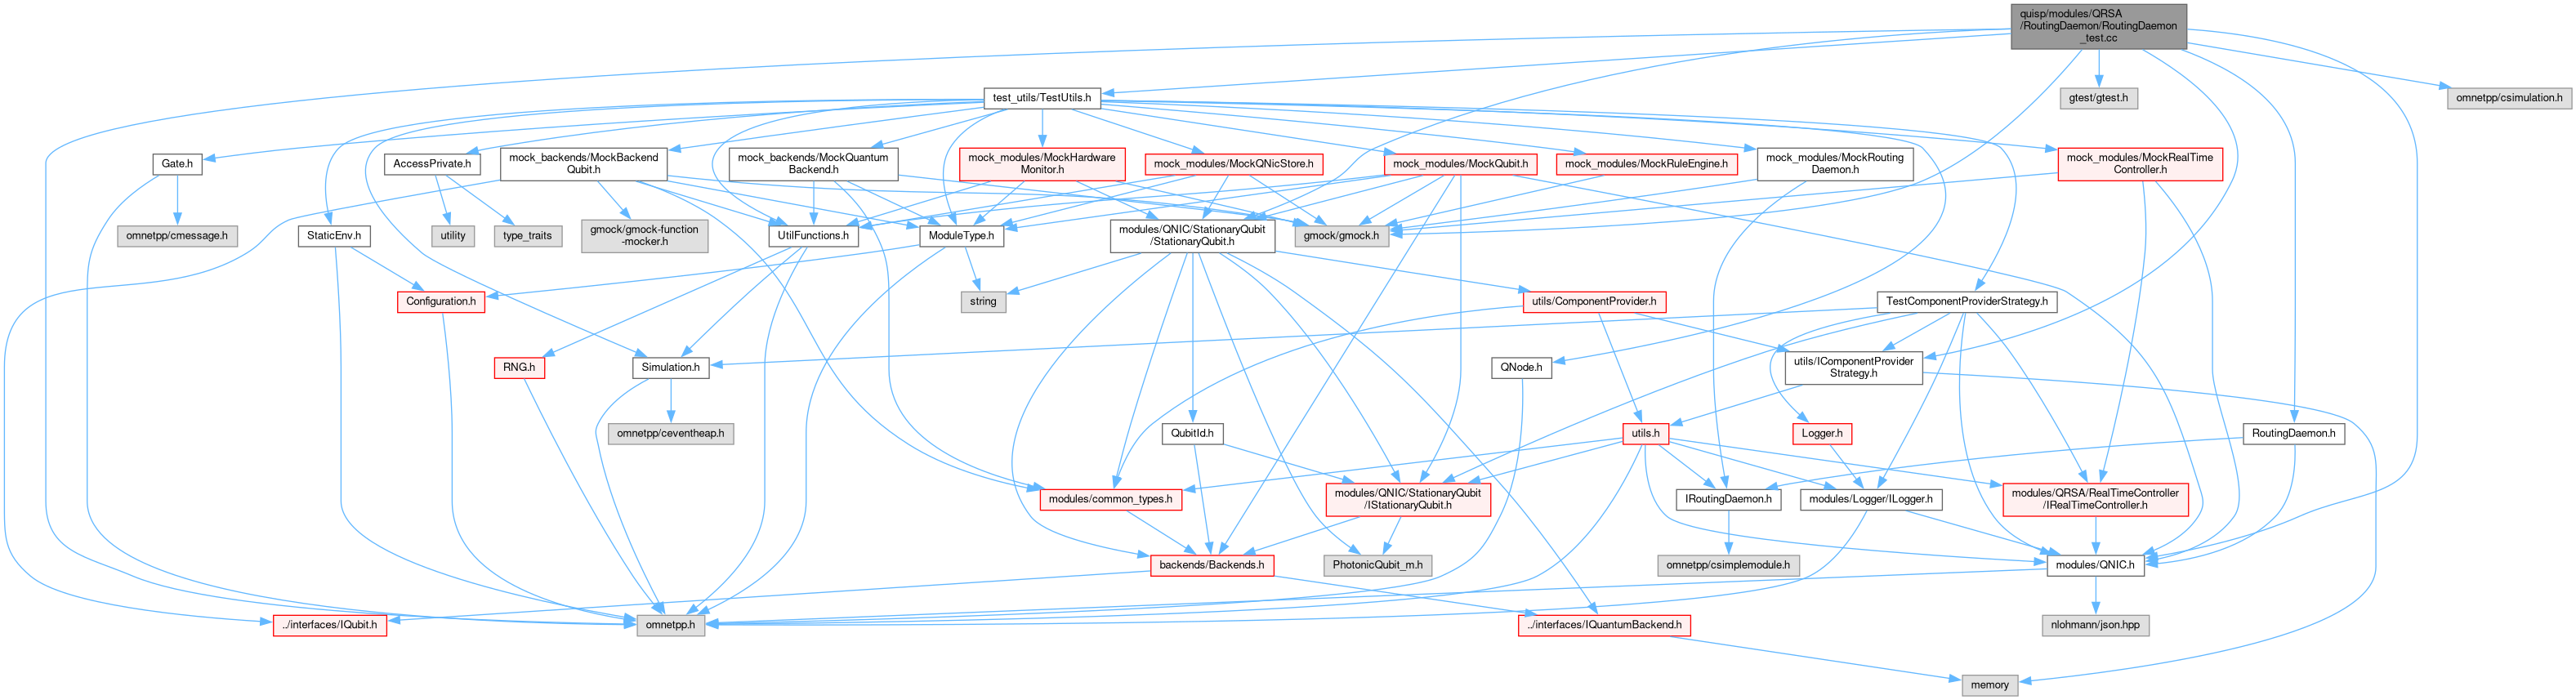 quisp/modules/QRSA
/RoutingDaemon/RoutingDaemon
_test.cc
test_utils/TestUtils.h
gtest/gtest.h
omnetpp/csimulation.h
Gate.h
AccessPrivate.h
mock_backends/MockBackend
Qubit.h
mock_backends/MockQuantum
Backend.h
mock_modules/MockHardware
Monitor.h
mock_modules/MockQNicStore.h
mock_modules/MockQubit.h
mock_modules/MockRuleEngine.h
mock_modules/MockRouting
Daemon.h
mock_modules/MockRealTime
Controller.h
omnetpp/cmessage.h
StaticEnv.h
utility
type_traits
gmock/gmock-function
-mocker.h
UtilFunctions.h
ModuleType.h
modules/QNIC/StationaryQubit
/StationaryQubit.h
gmock/gmock.h
Configuration.h
string
utils/ComponentProvider.h
TestComponentProviderStrategy.h
RNG.h
Simulation.h
QNode.h
utils/IComponentProvider
Strategy.h
omnetpp/ceventheap.h
QubitId.h
utils.h
Logger.h
RoutingDaemon.h
modules/common_types.h
modules/QNIC/StationaryQubit
/IStationaryQubit.h
IRoutingDaemon.h
modules/Logger/ILogger.h
modules/QRSA/RealTimeController
/IRealTimeController.h
backends/Backends.h
PhotonicQubit_m.h
omnetpp/csimplemodule.h
modules/QNIC.h
../interfaces/IQubit.h
omnetpp.h
../interfaces/IQuantumBackend.h
nlohmann/json.hpp
memory